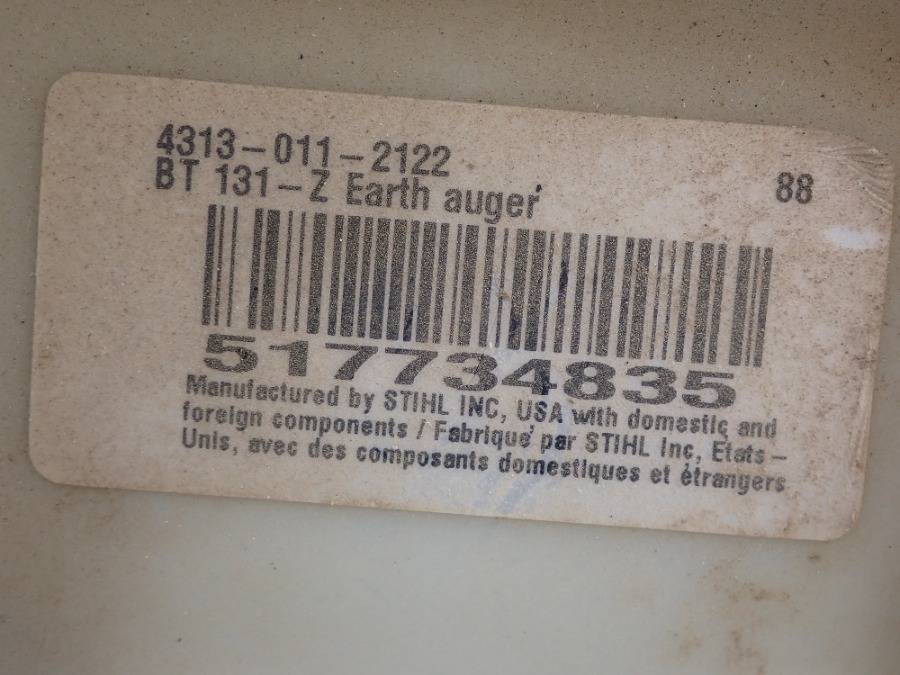 4313-011-2122
BT 131-Z Earth auger
88
517734835
Manufactured by STIHL INC, USA with domestic and
foreign components / Fabrique par STIHL Inc, Etats-
Unis, avec des composants domestiques et étrangers